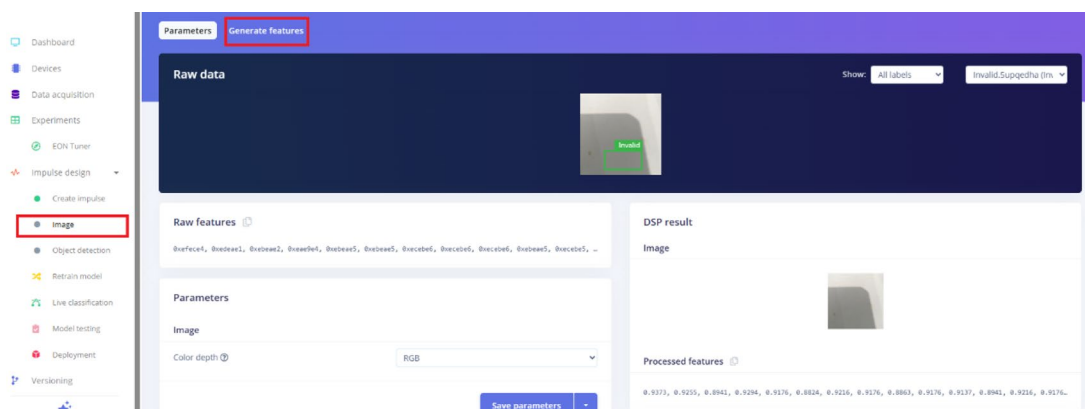 Dashboard
Devices
Data acquisition
Experiments
EON Tuner
Impulse design
Create impulse
Image
Object detection
Retrain model
Live classification
Model testing
Deployment
Versioning
Parameters Generate features
Raw data
Show: All labels Invalid.Supqedha (Inv
Invalid
Raw features
0xefece4, 0xedeae1, 0xebeae2, 0xeae9e4, 0xebeae5, 0xebeae5, 0xecebe6, 0xecebe6, 0xecebe6, 0xebeae5, 0xecebe5, …
Parameters
Image
Color depth RGB
Save parameters
DSP result
Image
Processed features
0.9373, 0.9255, 0.8941, 0.9294, 0.9176, 0.8824, 0.9216, 0.9176, 0.8863, 0.9176, 0.9137, 0.8941, 0.9216, 0.9176…